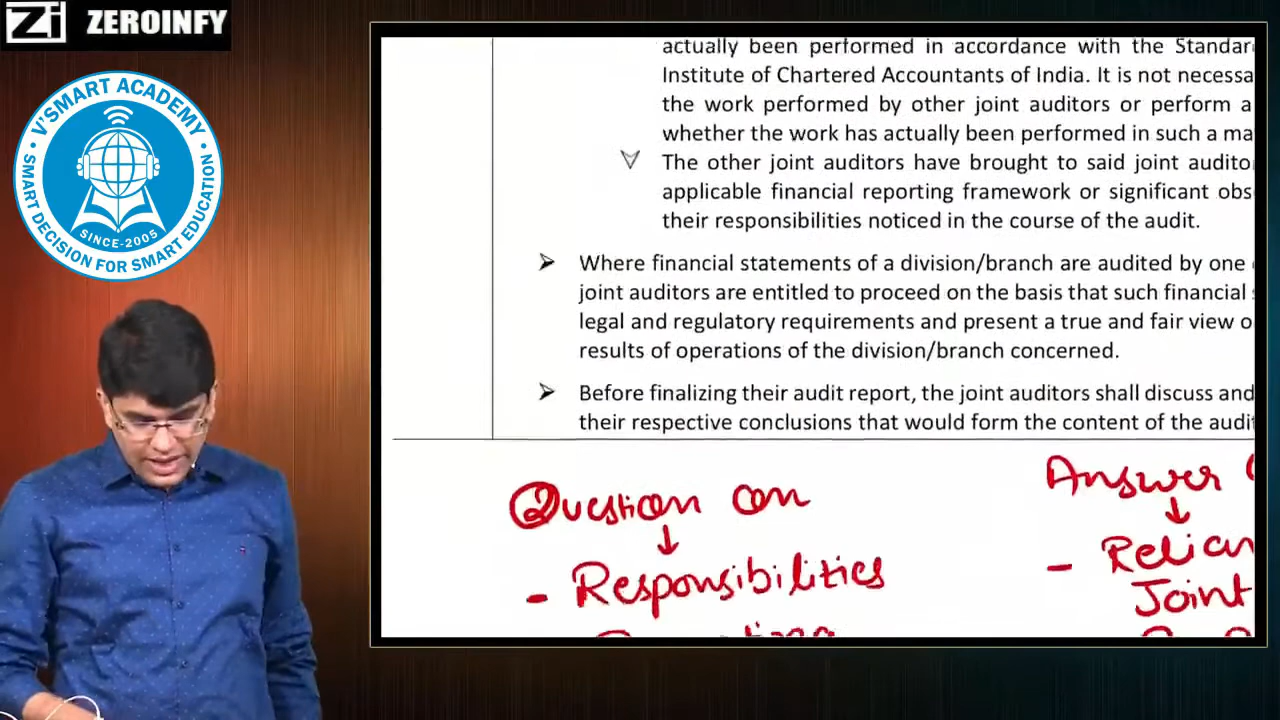 Zi ZEROINFY
V'SMART ACADEMY
SINCE-2005
SMART DECISION FOR SMART EDUCATION
actually been performed in accordance with the Standar
Institute of Chartered Accountants of India. It is not necessa
the work performed by other joint auditors or perform a
whether the work has actually been performed in such a ma
The other joint auditors have brought to said joint audito
applicable financial reporting framework or significant obs
their responsibilities noticed in the course of the audit.
Where financial statements of a division/branch are audited by one
joint auditors are entitled to proceed on the basis that such financial
legal and regulatory requirements and present a true and fair view o
results of operations of the division/branch concerned.
Before finalizing their audit report, the joint auditors shall discuss and
their respective conclusions that would form the content of the audit
Question on
Answer
- Responsibilities
- Relian
Joint